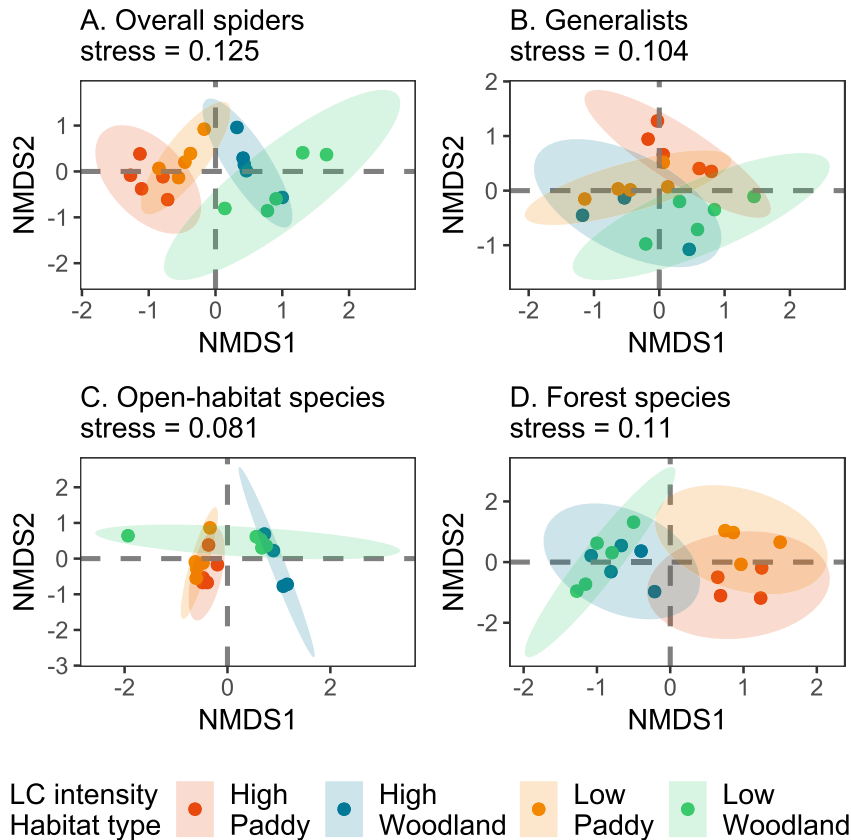 A. Overall spiders
stress = 0.125
B. Generalists
stress = 0.104
NMDS2
1
0
-1
-2
-2
-1
0
1
2
NMDS1
NMDS2
2
1
0
-1
-2
-1
0
1
2
NMDS1
C. Open-habitat species
stress = 0.081
D. Forest species
stress = 0.11
NMDS2
2
1
0
-1
-2
-3
-2
0
2
NMDS1
NMDS2
2
0
-2
-2
-1
0
1
2
NMDS1
LC intensity
Habitat type
High
Paddy
High
Woodland
Low
Paddy
Low
Woodland